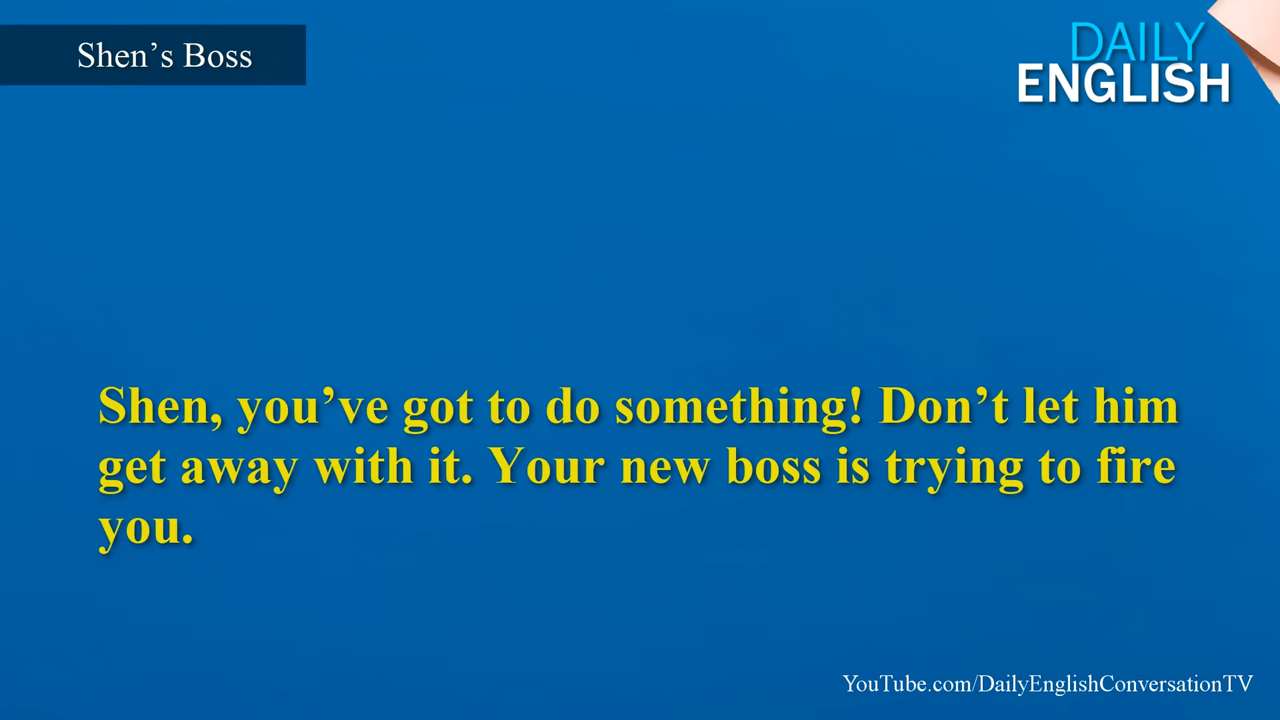 Shen’s Boss
DAILY
ENGLISH
Shen, you’ve got to do something! Don’t let him
get away with it. Your new boss is trying to fire
you.
YouTube.com/DailyEnglishConversationTV